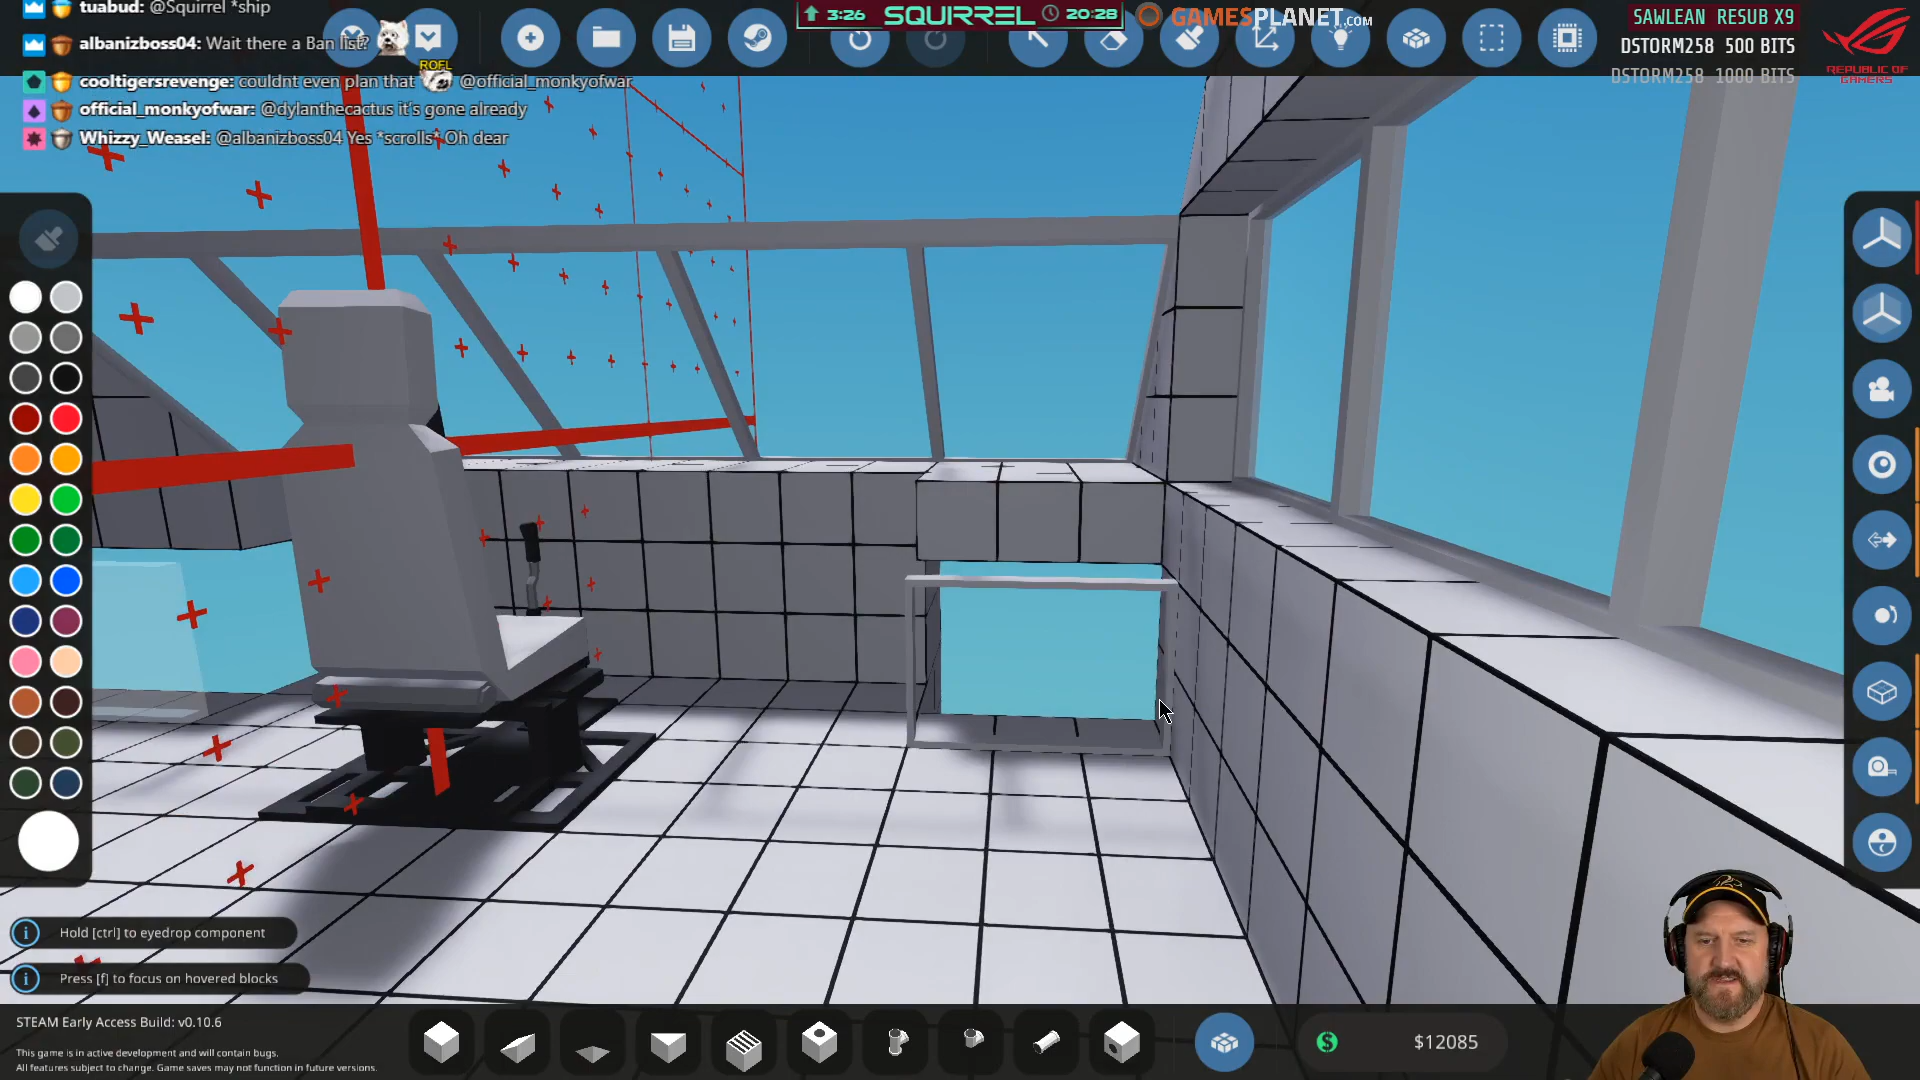 tuabud: @Squirrel *ship
albanizboss04: Wait there a Ban list?
ROFL
cooltigersrevenge: couldnt even plan that @official_monkyofwar
official_monkyofwar: @dylanthecactus it's gone already
Whizzy_Weasel: @albanizboss04 Yes *scrolls* Oh dear
3:26 SQUIRREL 20:28
GAMESPLANET.COM
SAWLEAN RESUB X9
DSTORM258 500 BITS
DSTORM258 1000 BITS
REPUBLIC OF GAMERS
Hold [ctrl] to eyedrop component
Press [f] to focus on hovered blocks
STEAM Early Access Build: v0.10.6
This game is in active development and will contain bugs.
All features subject to change. Game saves may not function in future versions.
$12085